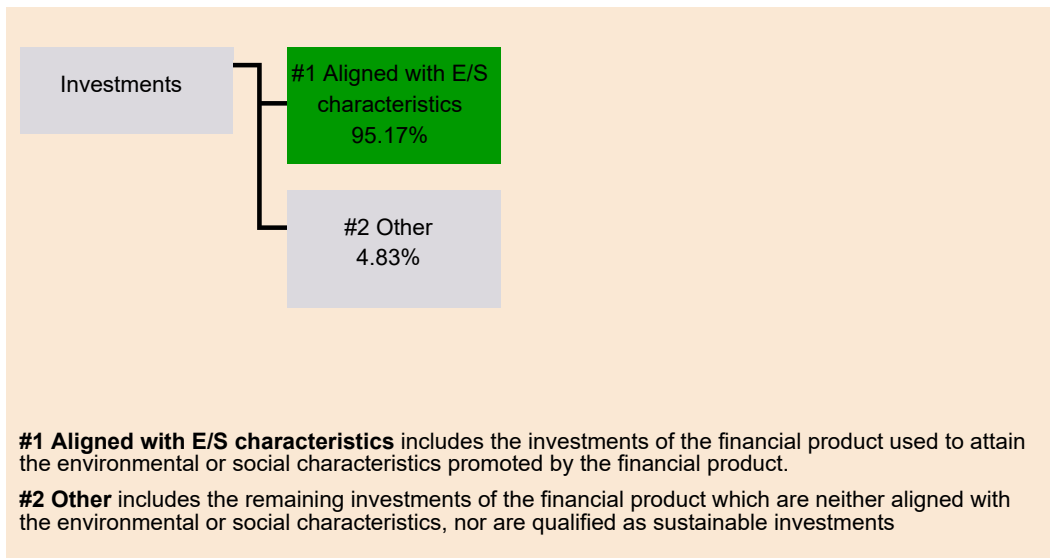 Investments
#1 Aligned with E/S
characteristics
95.17%
#2 Other
4.83%
#1 Aligned with E/S characteristics includes the investments of the financial product used to attain
the environmental or social characteristics promoted by the financial product.
#2 Other includes the remaining investments of the financial product which are neither aligned with
the environmental or social characteristics, nor are qualified as sustainable investments